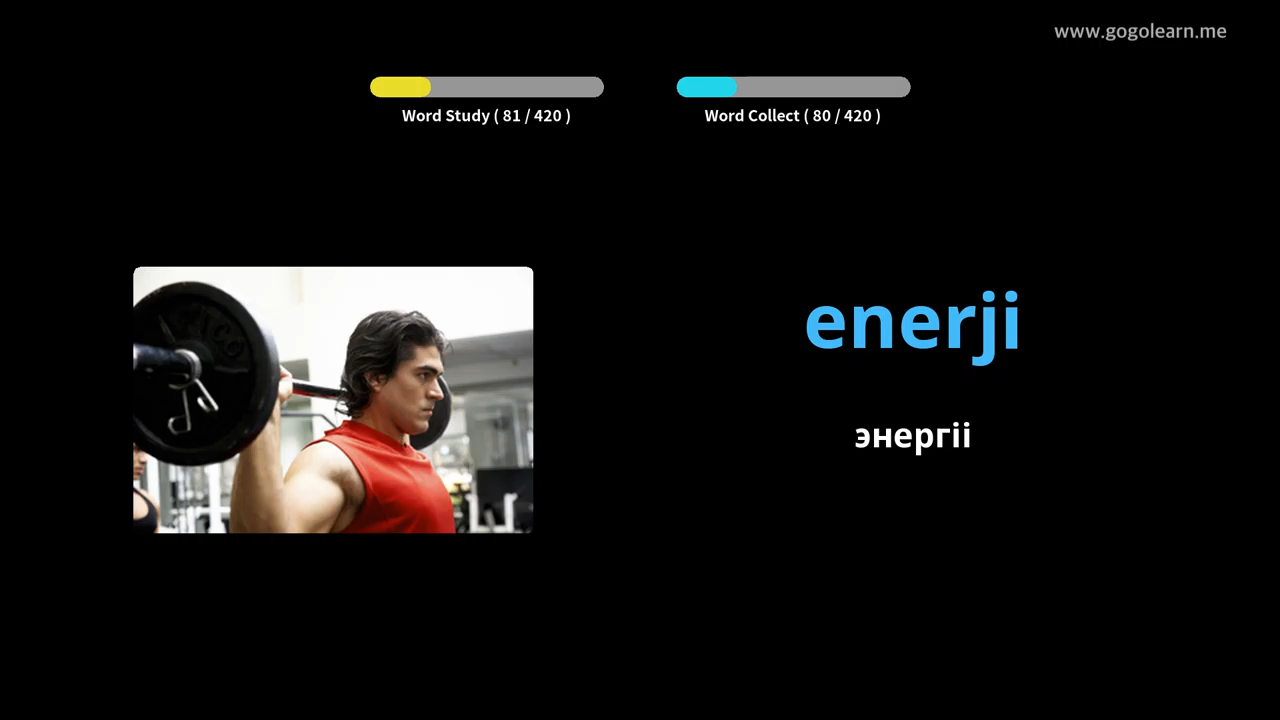 www.gogolearn.me
Word Study ( 81 / 420 )
Word Collect ( 80 / 420 )
enerji
энергіі